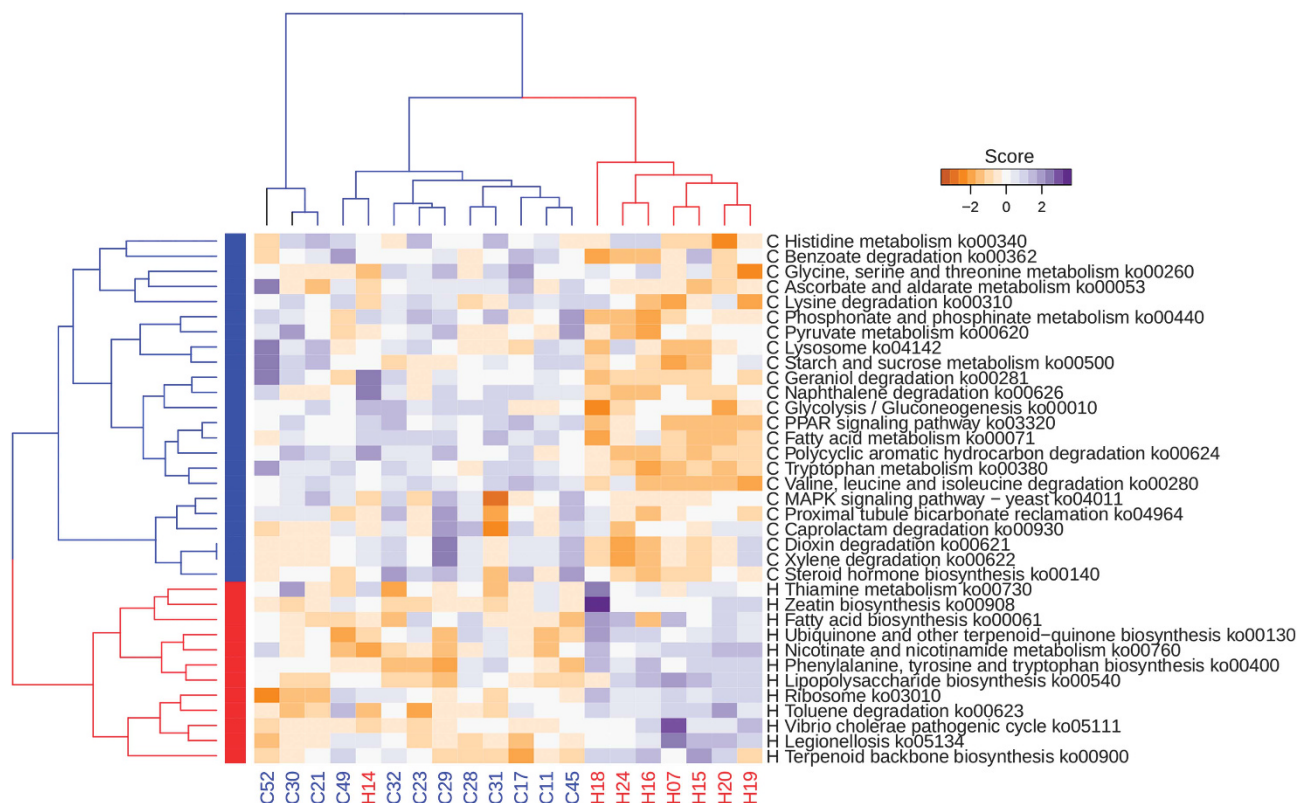 Score
−2 0 2
C Histidine metabolism ko00340
C Benzoate degradation ko00362
C Glycine, serine and threonine metabolism ko00260
C Ascorbate and aldarate metabolism ko00053
C Lysine degradation ko00310
C Phosphonate and phosphinate metabolism ko00440
C Pyruvate metabolism ko00620
C Lysosome ko04142
C Starch and sucrose metabolism ko00500
C Geraniol degradation ko00281
C Naphthalene degradation ko00626
C Glycolysis / Gluconeogenesis ko00010
C PPAR signaling pathway ko03320
C Fatty acid metabolism ko00071
C Polycyclic aromatic hydrocarbon degradation ko00624
C Tryptophan metabolism ko00380
C Valine, leucine and isoleucine degradation ko00280
C MAPK signaling pathway − yeast ko04011
C Proximal tubule bicarbonate reclamation ko04964
C Caprolactam degradation ko00930
C Dioxin degradation ko00621
C Xylene degradation ko00622
C Steroid hormone biosynthesis ko00140
H Thiamine metabolism ko00730
H Zeatin biosynthesis ko00908
H Fatty acid biosynthesis ko00061
H Ubiquinone and other terpenoid−quinone biosynthesis ko00130
H Nicotinate and nicotinamide metabolism ko00760
H Phenylalanine, tyrosine and tryptophan biosynthesis ko00400
H Lipopolysaccharide biosynthesis ko00540
H Ribosome ko03010
H Toluene degradation ko00623
H Vibrio cholerae pathogenic cycle ko05111
H Legionellosis ko05134
H Terpenoid backbone biosynthesis ko00900
C52 C30 C21 C49 H14 C32 C23 C29 C28 C31 C17 C11 C45 H18 H24 H16 H07 H15 H20 H19